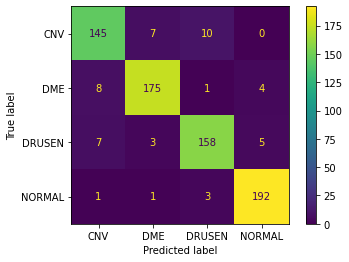 CNV 145 7 10 0
DME 8 175 1 4
DRUSEN 7 3 158 5
NORMAL 1 1 3 192
CNV DME DRUSEN NORMAL
Predicted label
True label
175
150
125
100
75
50
25
0